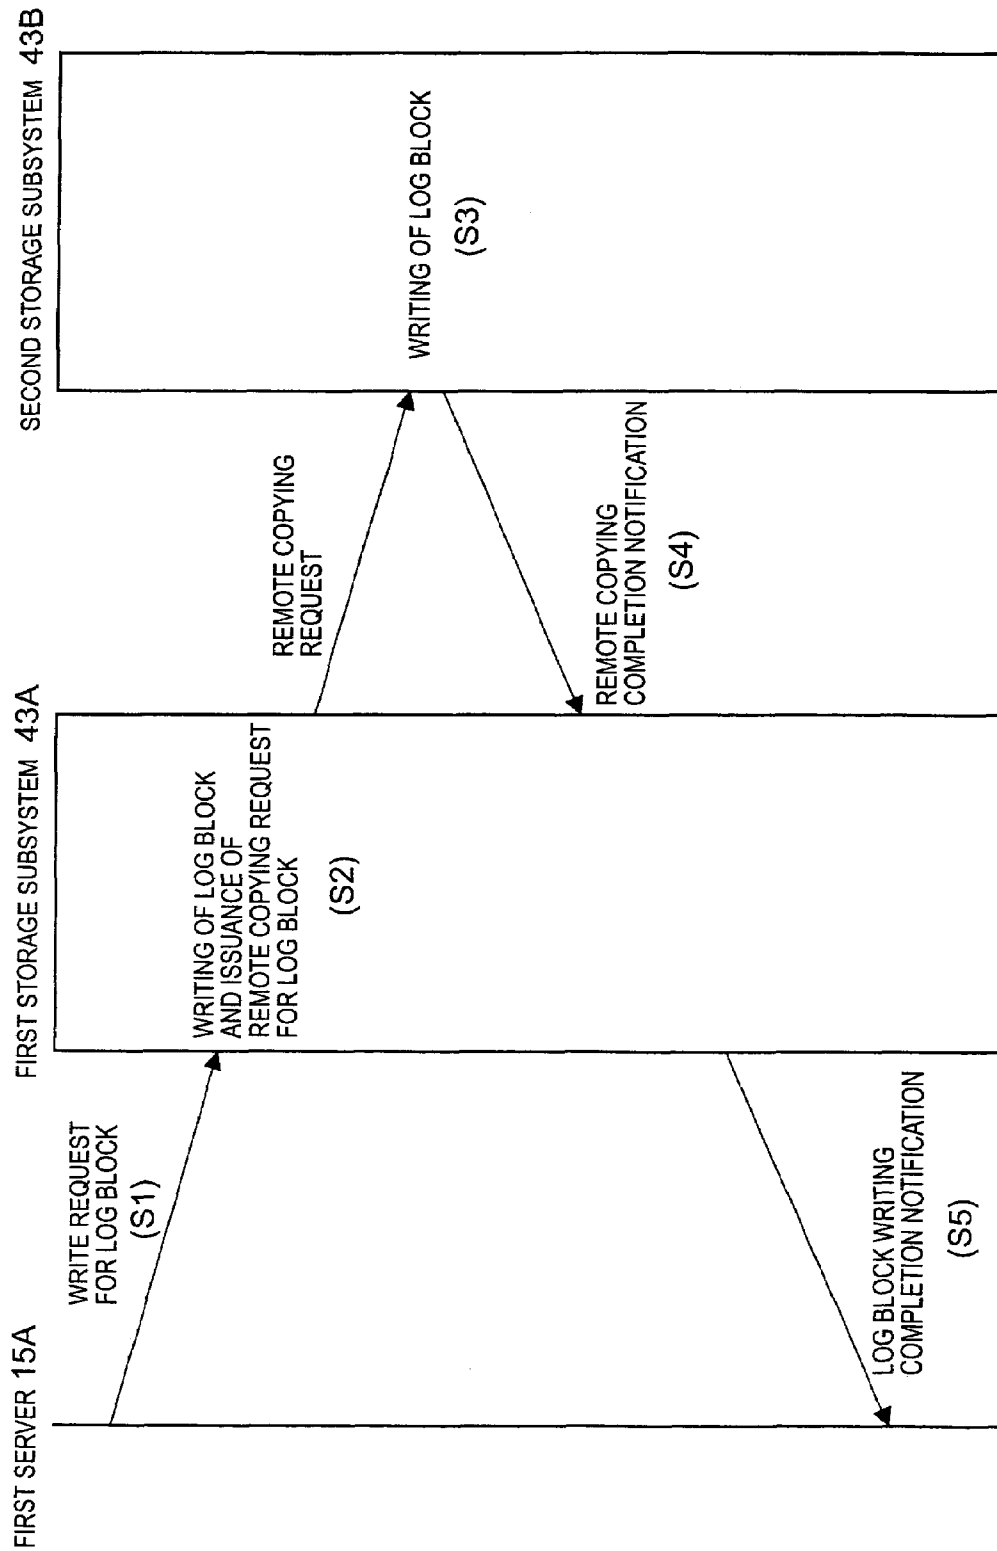 FIRST SERVER 15A
FIRST STORAGE SUBSYSTEM 43A
SECOND STORAGE SUBSYSTEM 43B
WRITE REQUEST
FOR LOG BLOCK
(S1)
WRITING OF LOG BLOCK
AND ISSUANCE OF
REMOTE COPYING REQUEST
FOR LOG BLOCK
(S2)
REMOTE COPYING
REQUEST
WRITING OF LOG BLOCK
(S3)
REMOTE COPYING
COMPLETION NOTIFICATION
(S4)
LOG BLOCK WRITING
COMPLETION NOTIFICATION
(S5)